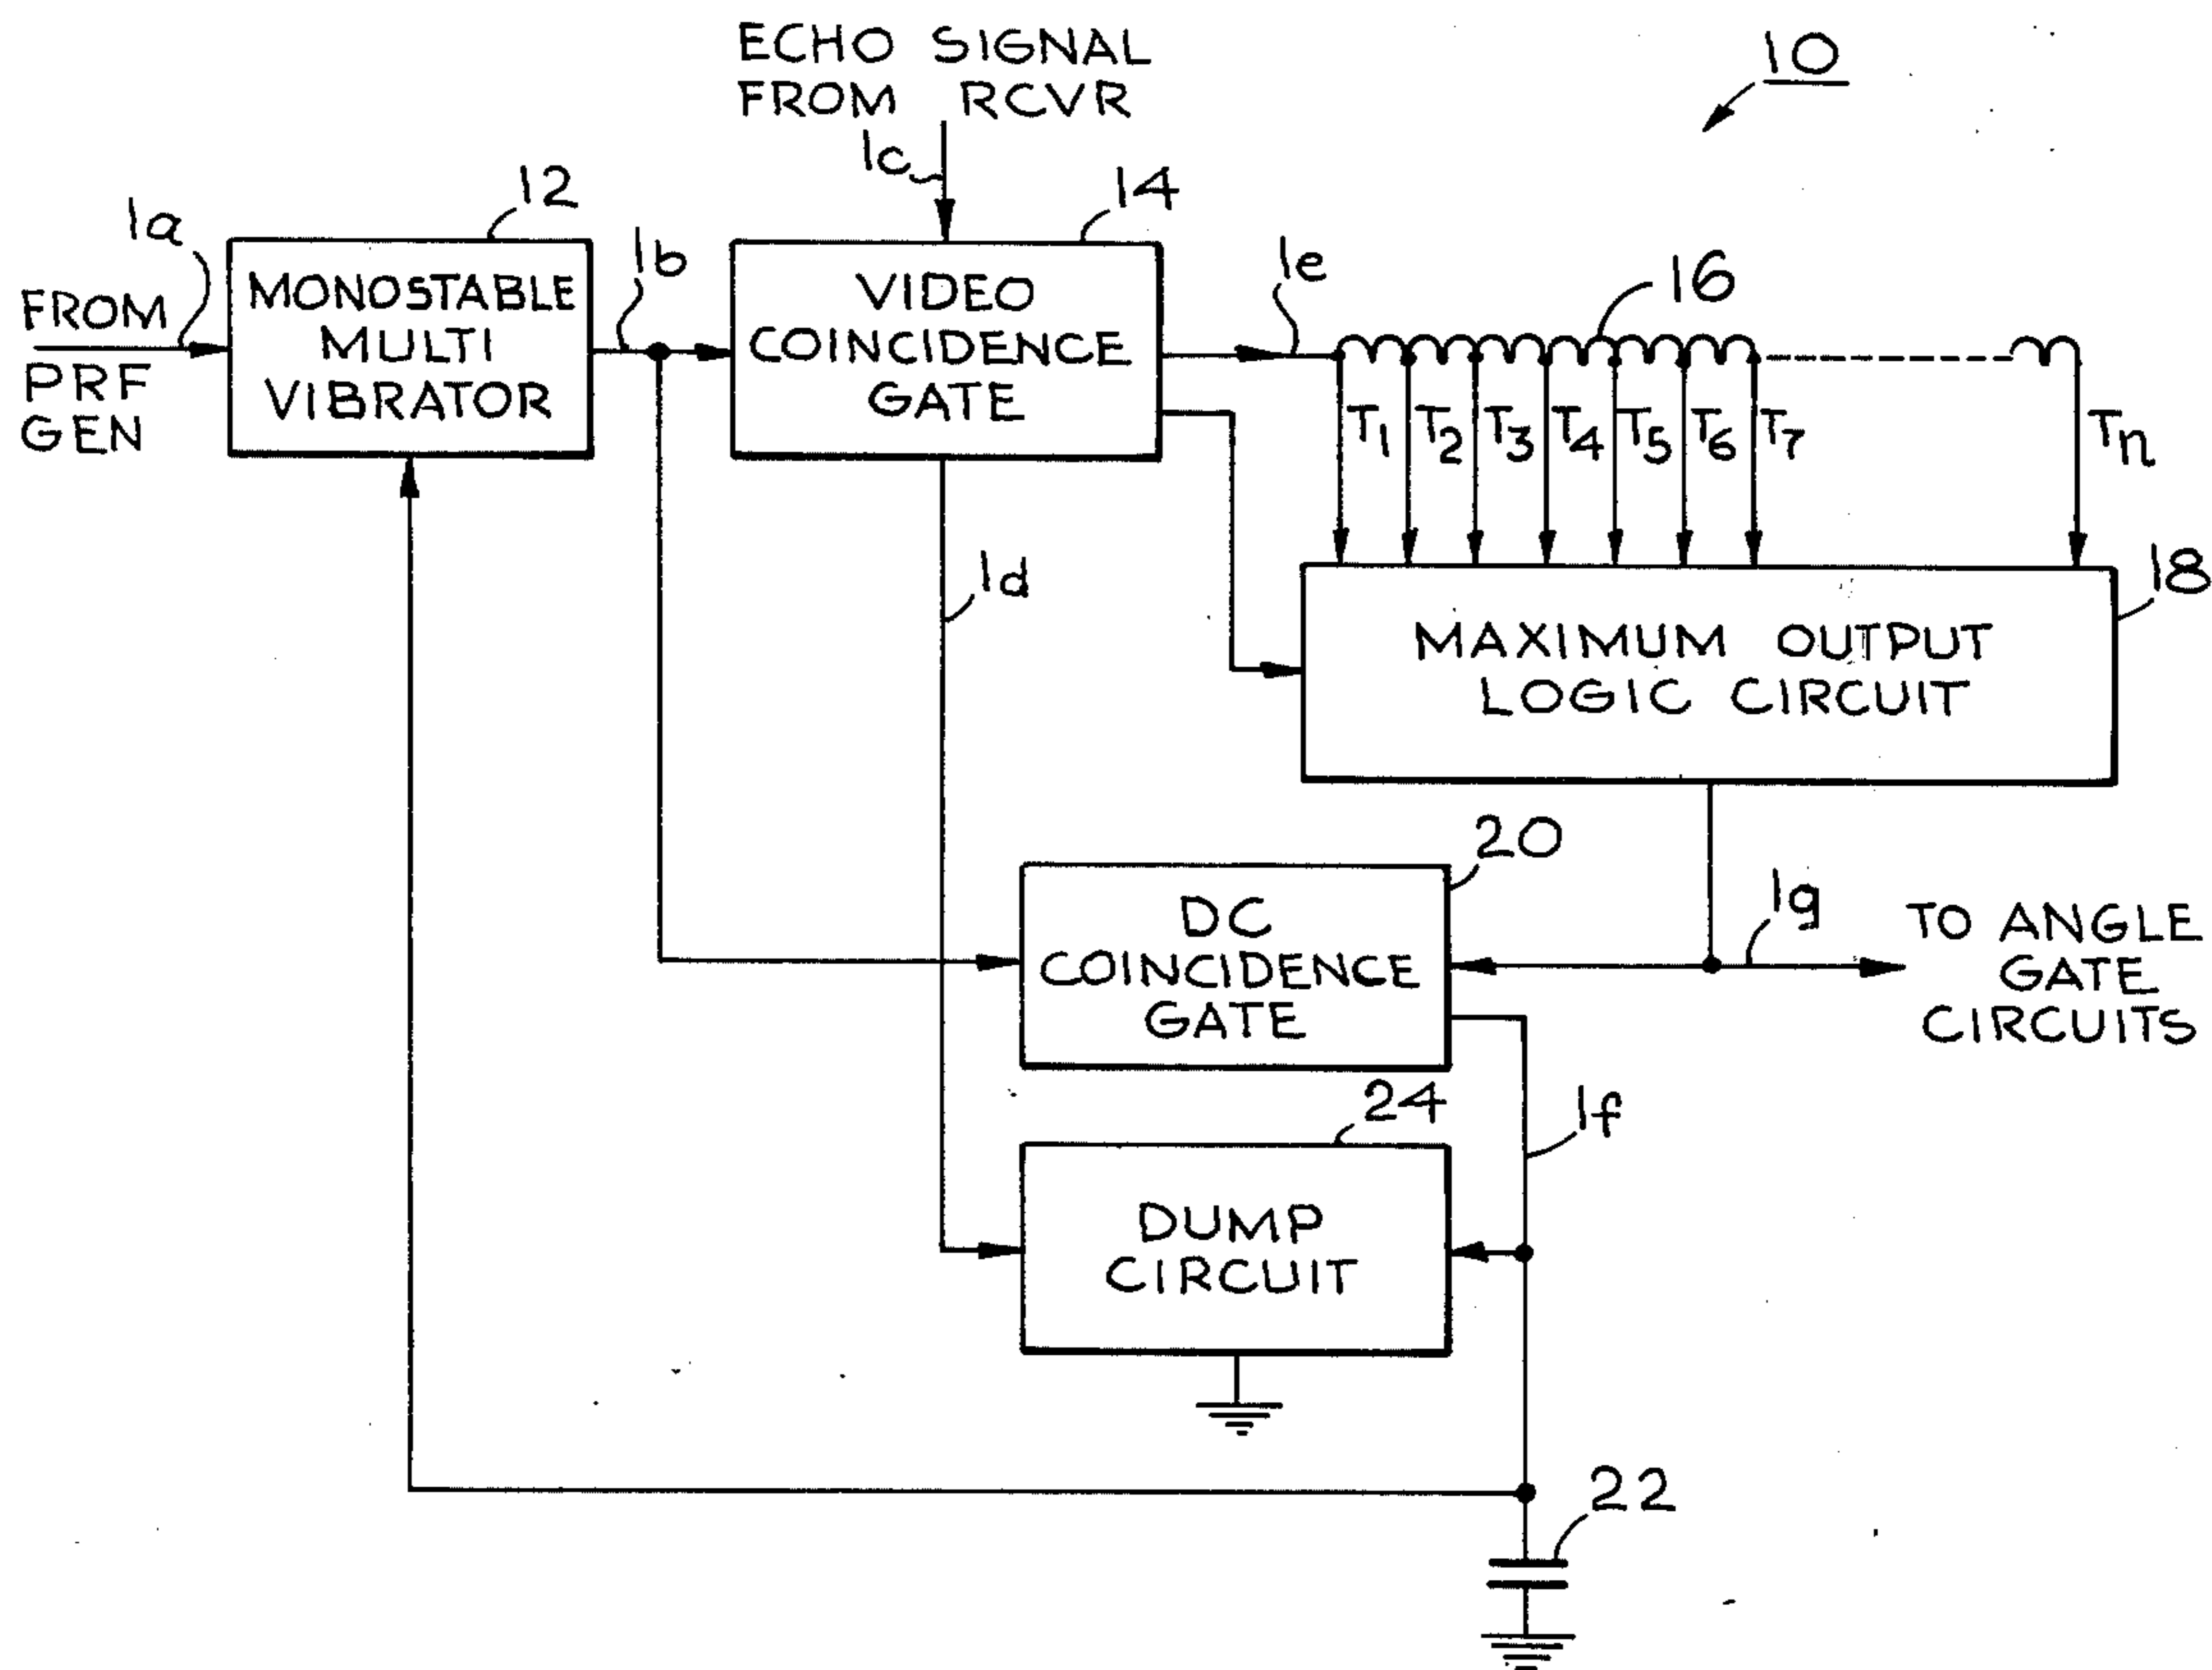 ECHO SIGNAL
FROM RCVR
10
1c
12
14
1a
1b
1e
16
FROM
PRF
GEN
MONOSTABLE
MULTI
VIBRATOR
VIDEO
COINCIDENCE
GATE
T1 T2 T3 T4 T5 T6 T7 Tn
1d
18
MAXIMUM OUTPUT
LOGIC CIRCUIT
20
DC
COINCIDENCE
GATE
1g
TO ANGLE
GATE
CIRCUITS
24
1f
DUMP
CIRCUIT
22